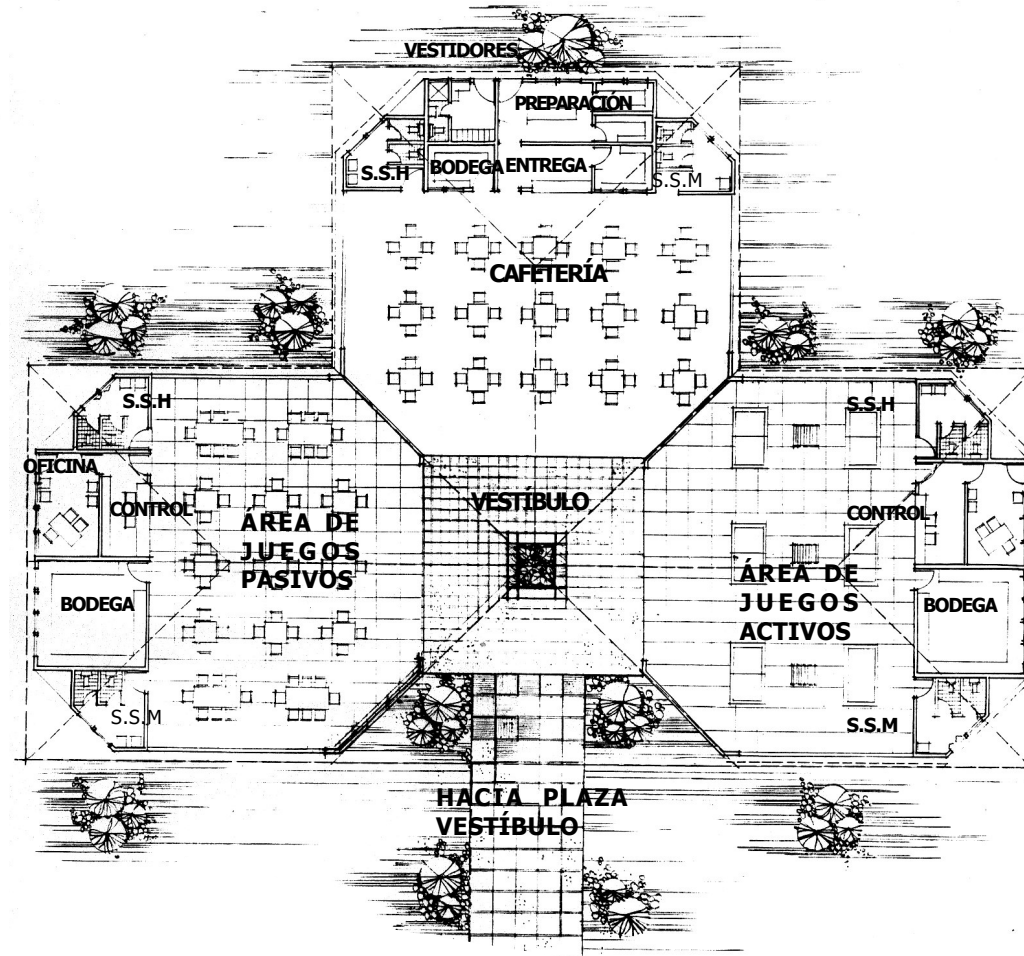 VESTIDORES
PREPARACIÓN
S.S.H
BODEGA
ENTREGA
S.S.M
CAFETERÍA
S.S.H
S.S.H
OFICINA
CONTROL
VESTÍBULO
CONTROL
ÁREA DE
JUEGOS
PASIVOS
ÁREA DE
JUEGOS
ACTIVOS
BODEGA
BODEGA
S.S.M
S.S.M
HACIA PLAZA
VESTÍBULO